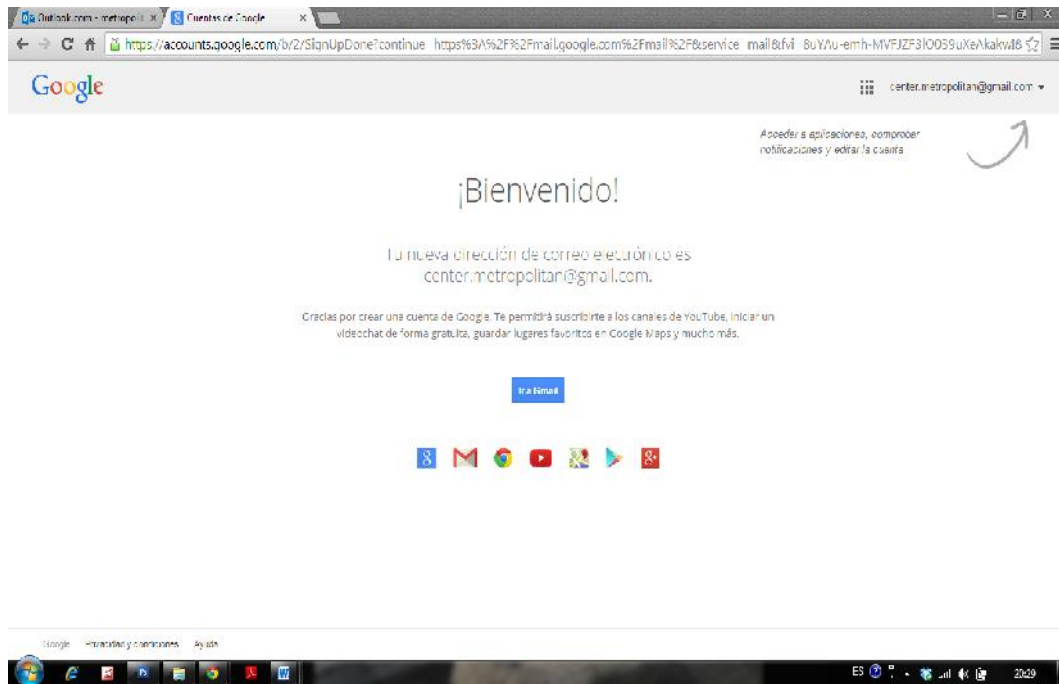 Outlook.com - metropoli
Cuentas de Google
https://accounts.google.com/b/2/SignUpDone?continue=https%3A%2F%2Fmail.google.com%2Fmail%2F&service=mail&
Google
center.metropolitan@gmail.com
Acceder a aplicaciones, comprobar
notificaciones y editar la cuenta
¡Bienvenido!
Tu nueva dirección de correo electrónico es
center.metropolitan@gmail.com.
Gracias por crear una cuenta de Google. Te permitirá suscribirte a los canales de YouTube, iniciar un
videochat de forma gratuita, guardar lugares favoritos en Google Maps y mucho más.
Ir a Gmail
Google Privacidad y condiciones Ayuda
ES 20:29